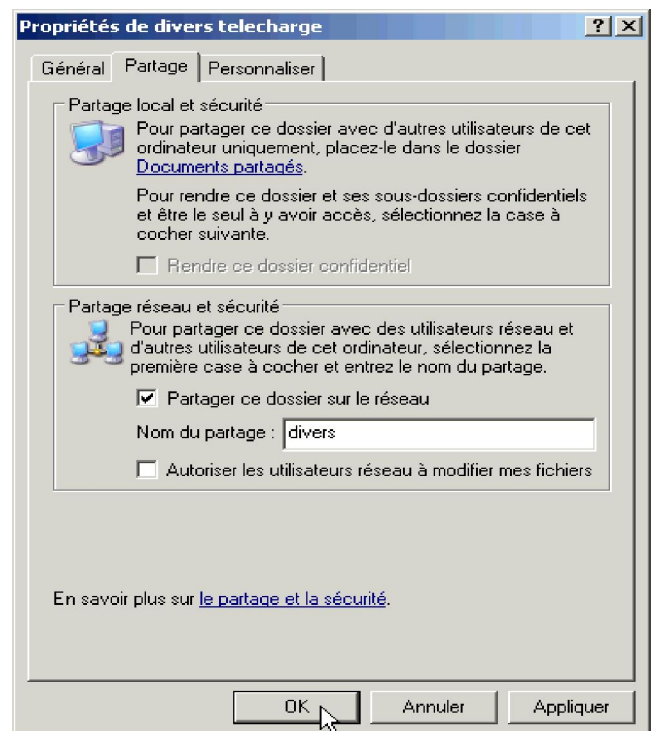 Propriétés de divers telecharge
Général Partage Personnaliser
Partage local et sécurité
Pour partager ce dossier avec d'autres utilisateurs de cet
ordinateur uniquement, placez-le dans le dossier
Documents partagés.
Pour rendre ce dossier et ses sous-dossiers confidentiels
et être le seul à y avoir accès, sélectionnez la case à
cocher suivante.
Rendre ce dossier confidentiel
Partage réseau et sécurité
Pour partager ce dossier avec des utilisateurs réseau et
d'autres utilisateurs de cet ordinateur, sélectionnez la
première case à cocher et entrez le nom du partage.
Partager ce dossier sur le réseau
Nom du partage : divers
Autoriser les utilisateurs réseau à modifier mes fichiers
En savoir plus sur le partage et la sécurité.
OK Annuler Appliquer